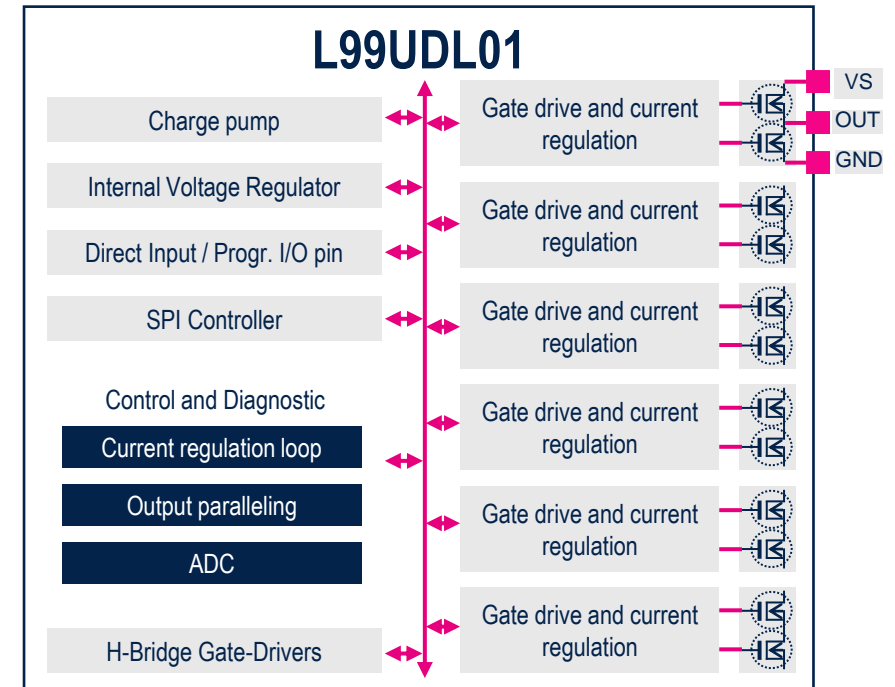 L99UDL01
Charge pump
Internal Voltage Regulator
Direct Input / Progr. I/O pin
SPI Controller
Control and Diagnostic
Current regulation loop
Output paralleling
ADC
H-Bridge Gate-Drivers
Gate drive and current
regulation
Gate drive and current
regulation
Gate drive and current
regulation
Gate drive and current
regulation
Gate drive and current
regulation
Gate drive and current
regulation
VS
OUT
GND